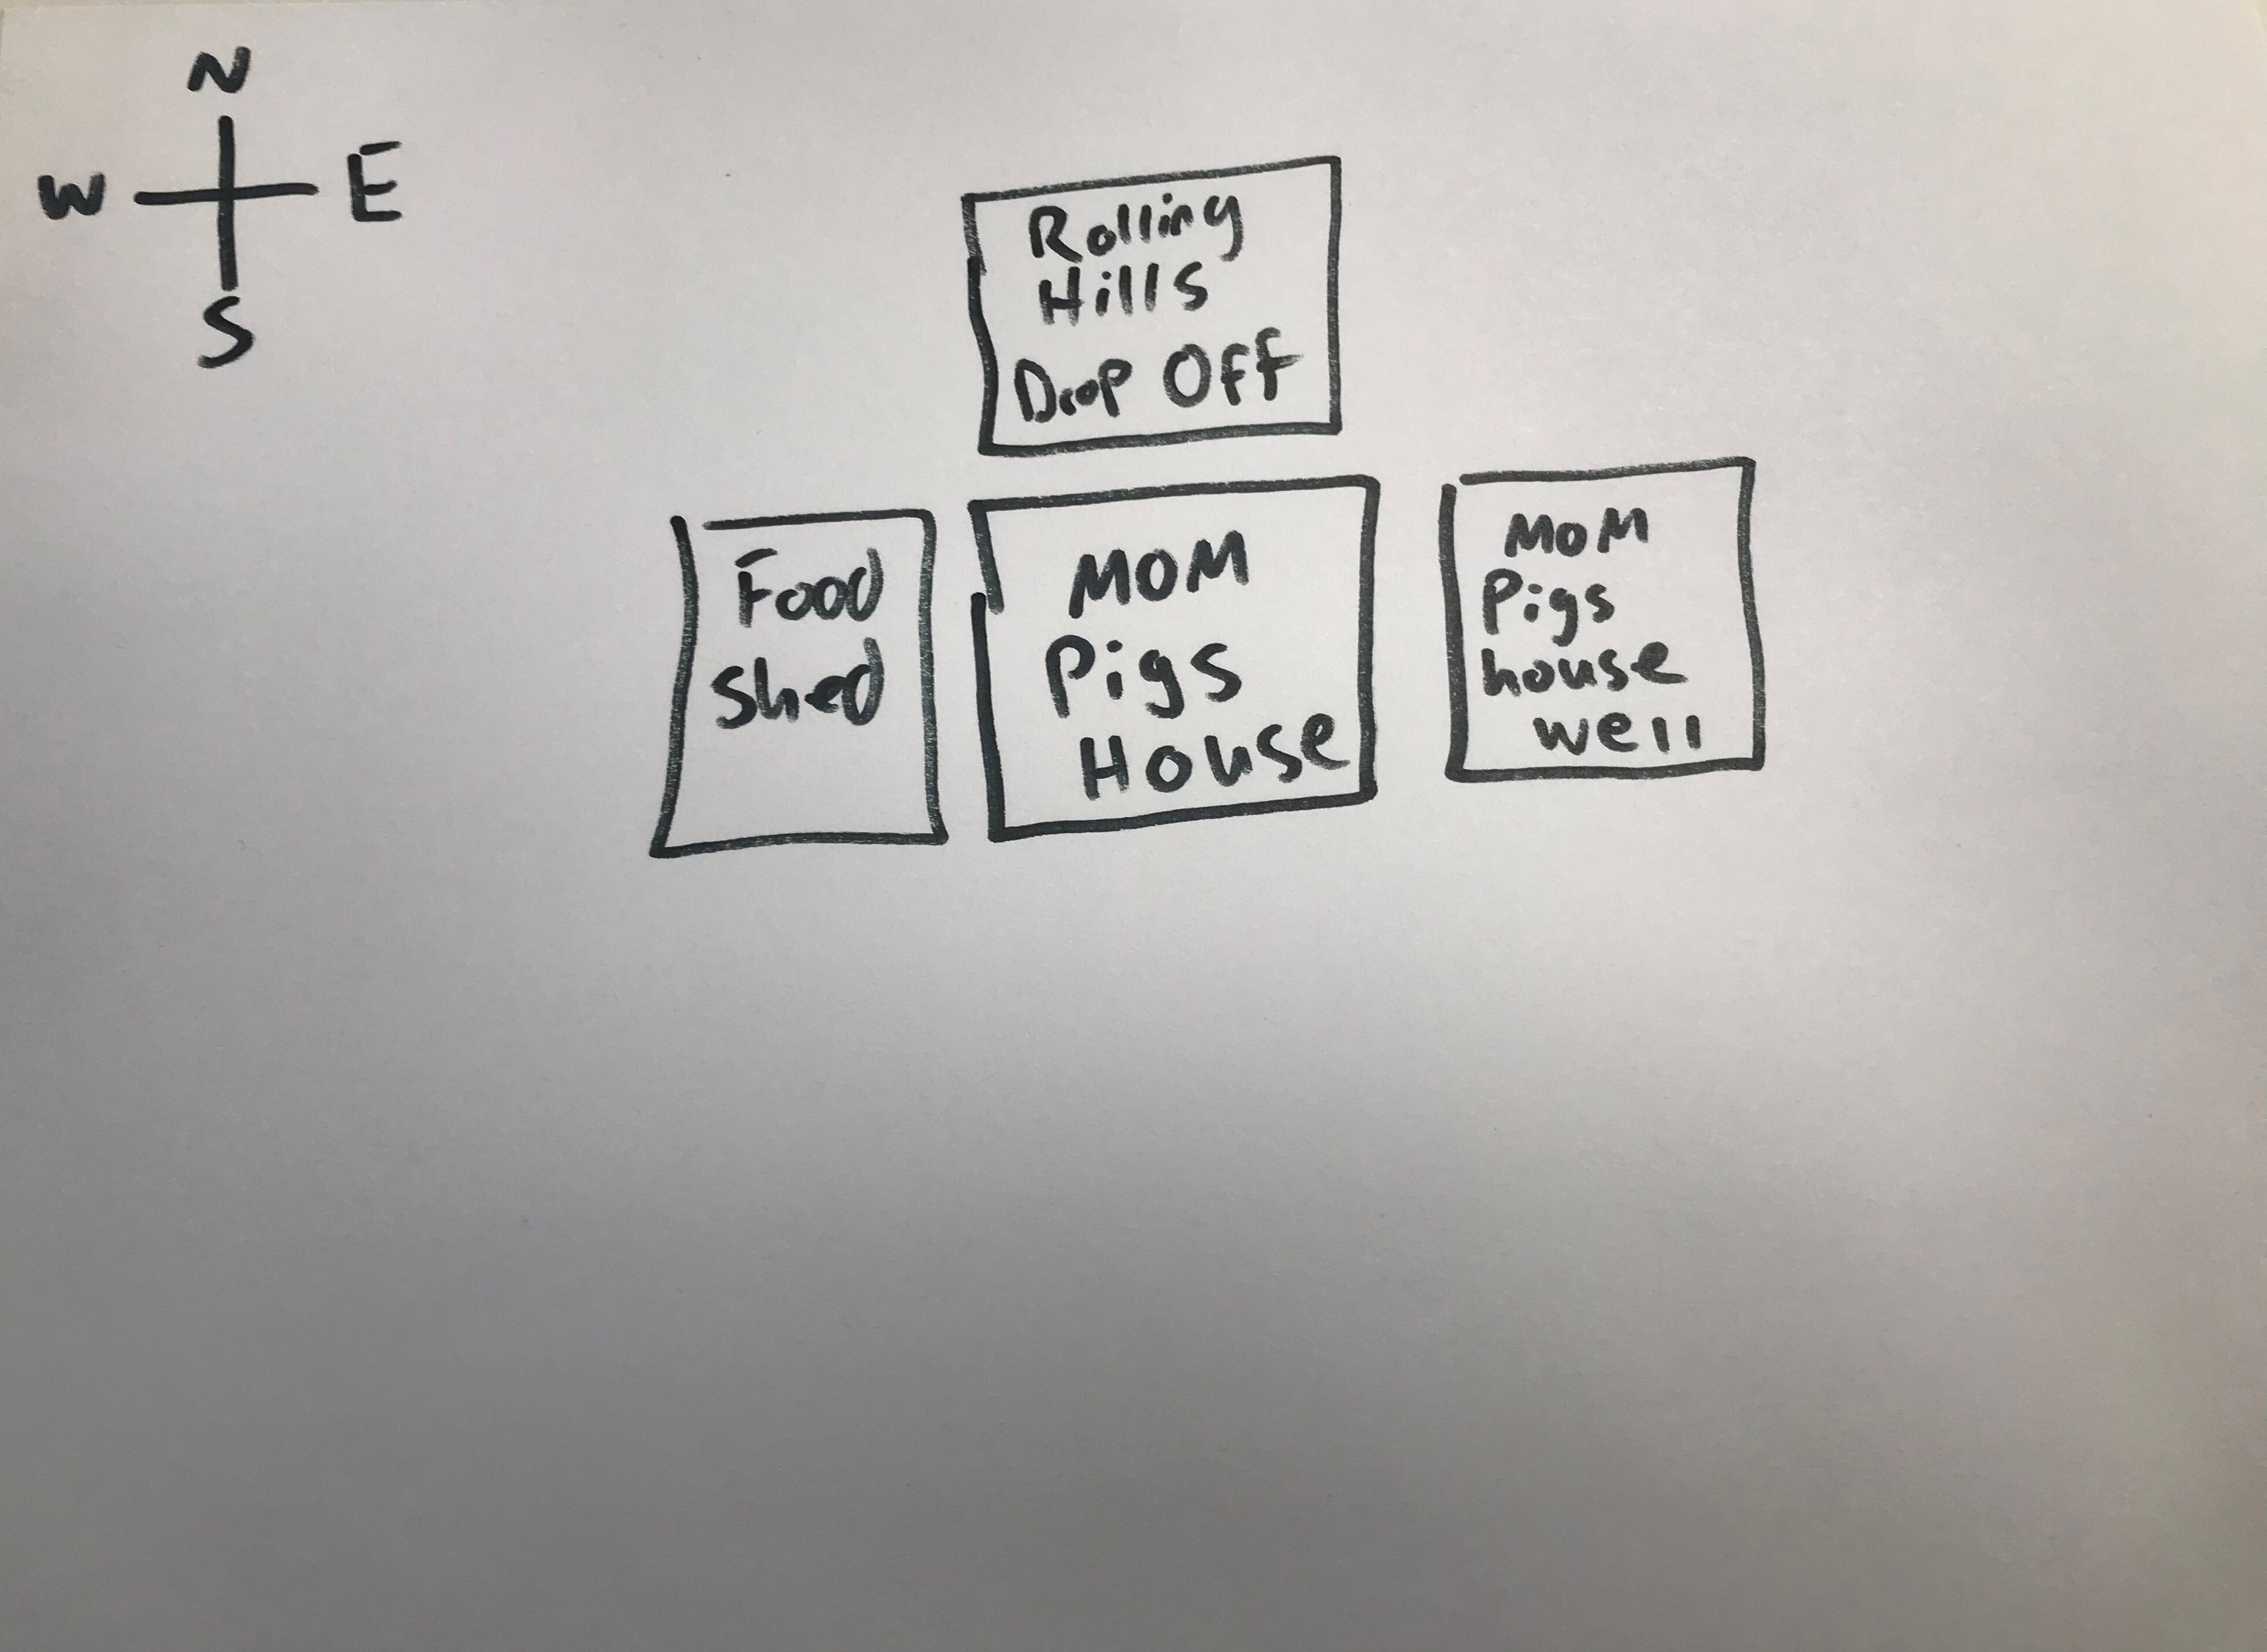 N
W E
S
Rolling
Hills
Drop OFF
Food
shed
MOM
Pigs
House
MOM
Pigs
house
well